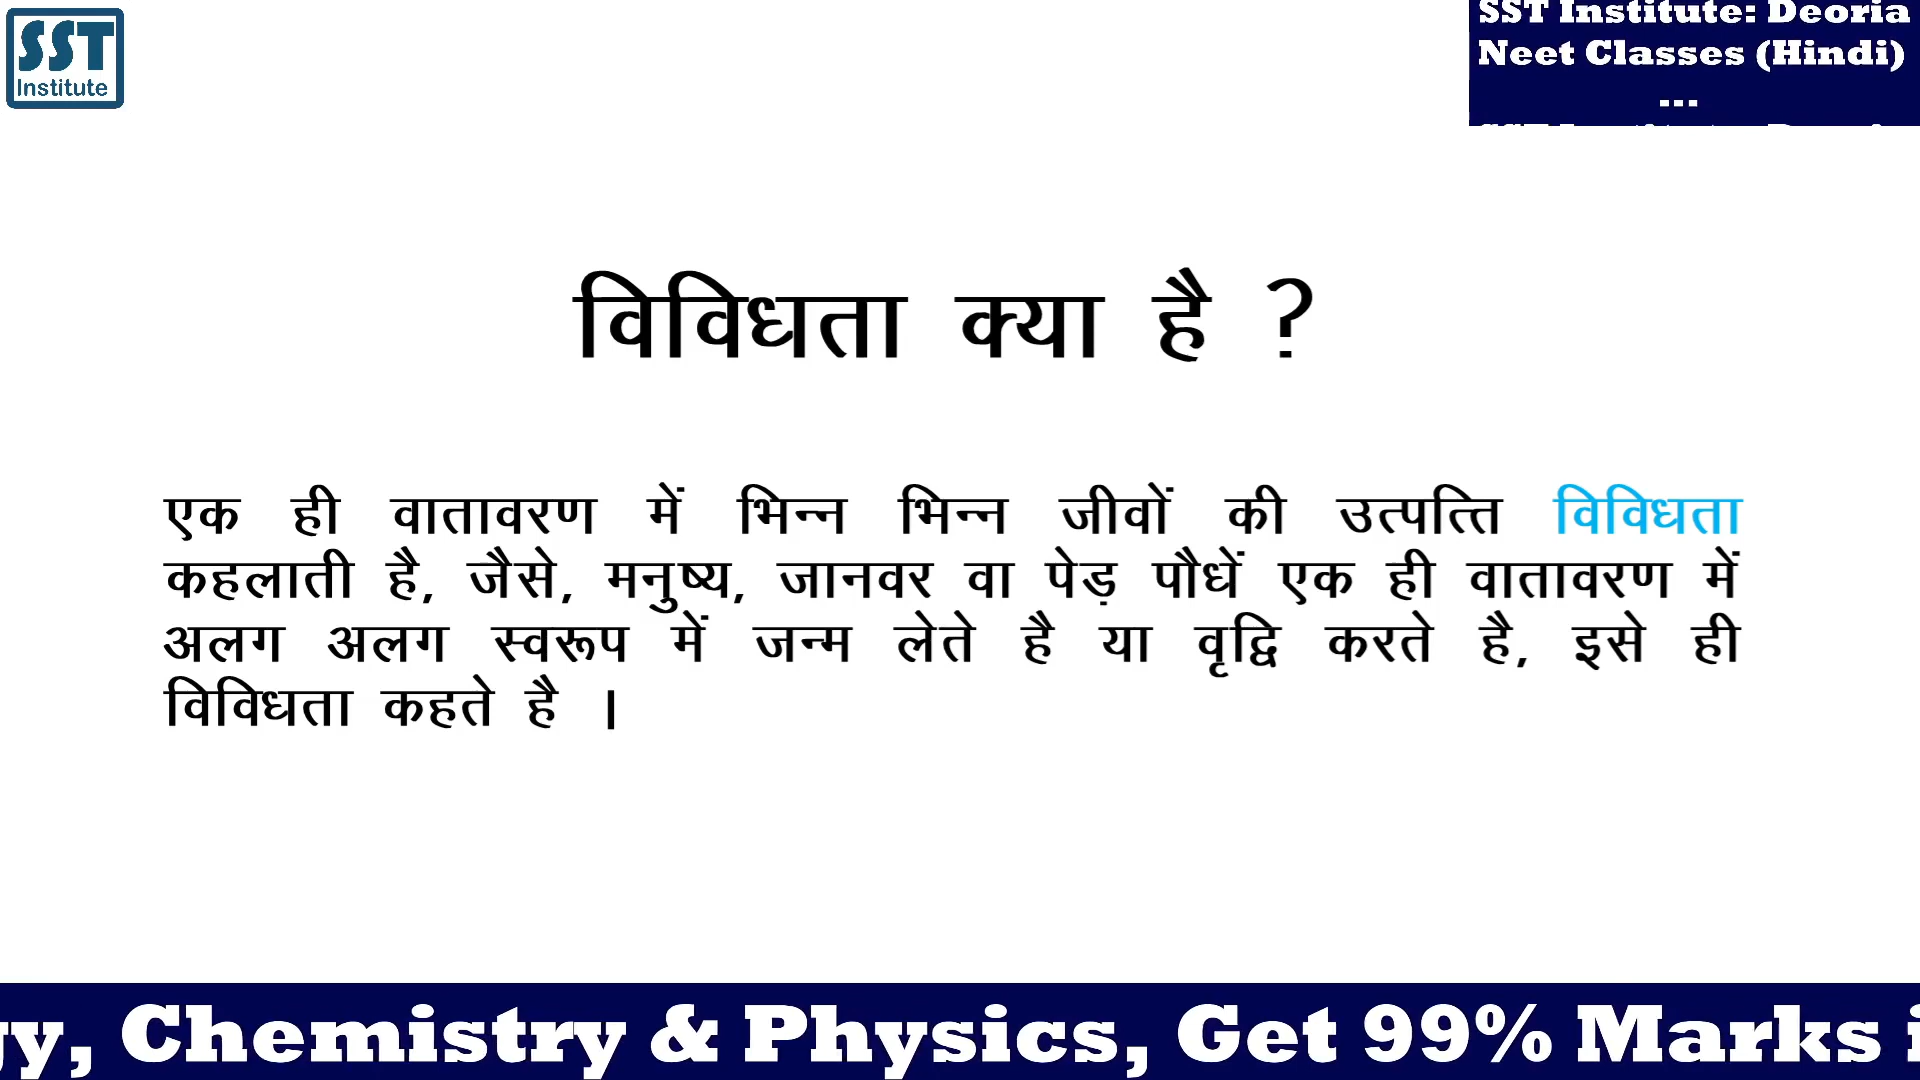 SST
Institute
SST Institute: Deoria
Neet Classes (Hindi)
...
विविधता क्या है ?
एक ही वातावरण में भिन्न भिन्न जीवों की उत्पत्ति विविधता
कहलाती है, जैसे, मनुष्य, जानवर वा पेड़ पौधें एक ही वातावरण में
अलग अलग स्वरूप में जन्म लेते है या वृद्वि करते है, इसे ही
विविधता कहते है ।
gy, Chemistry & Physics, Get 99% Marks i